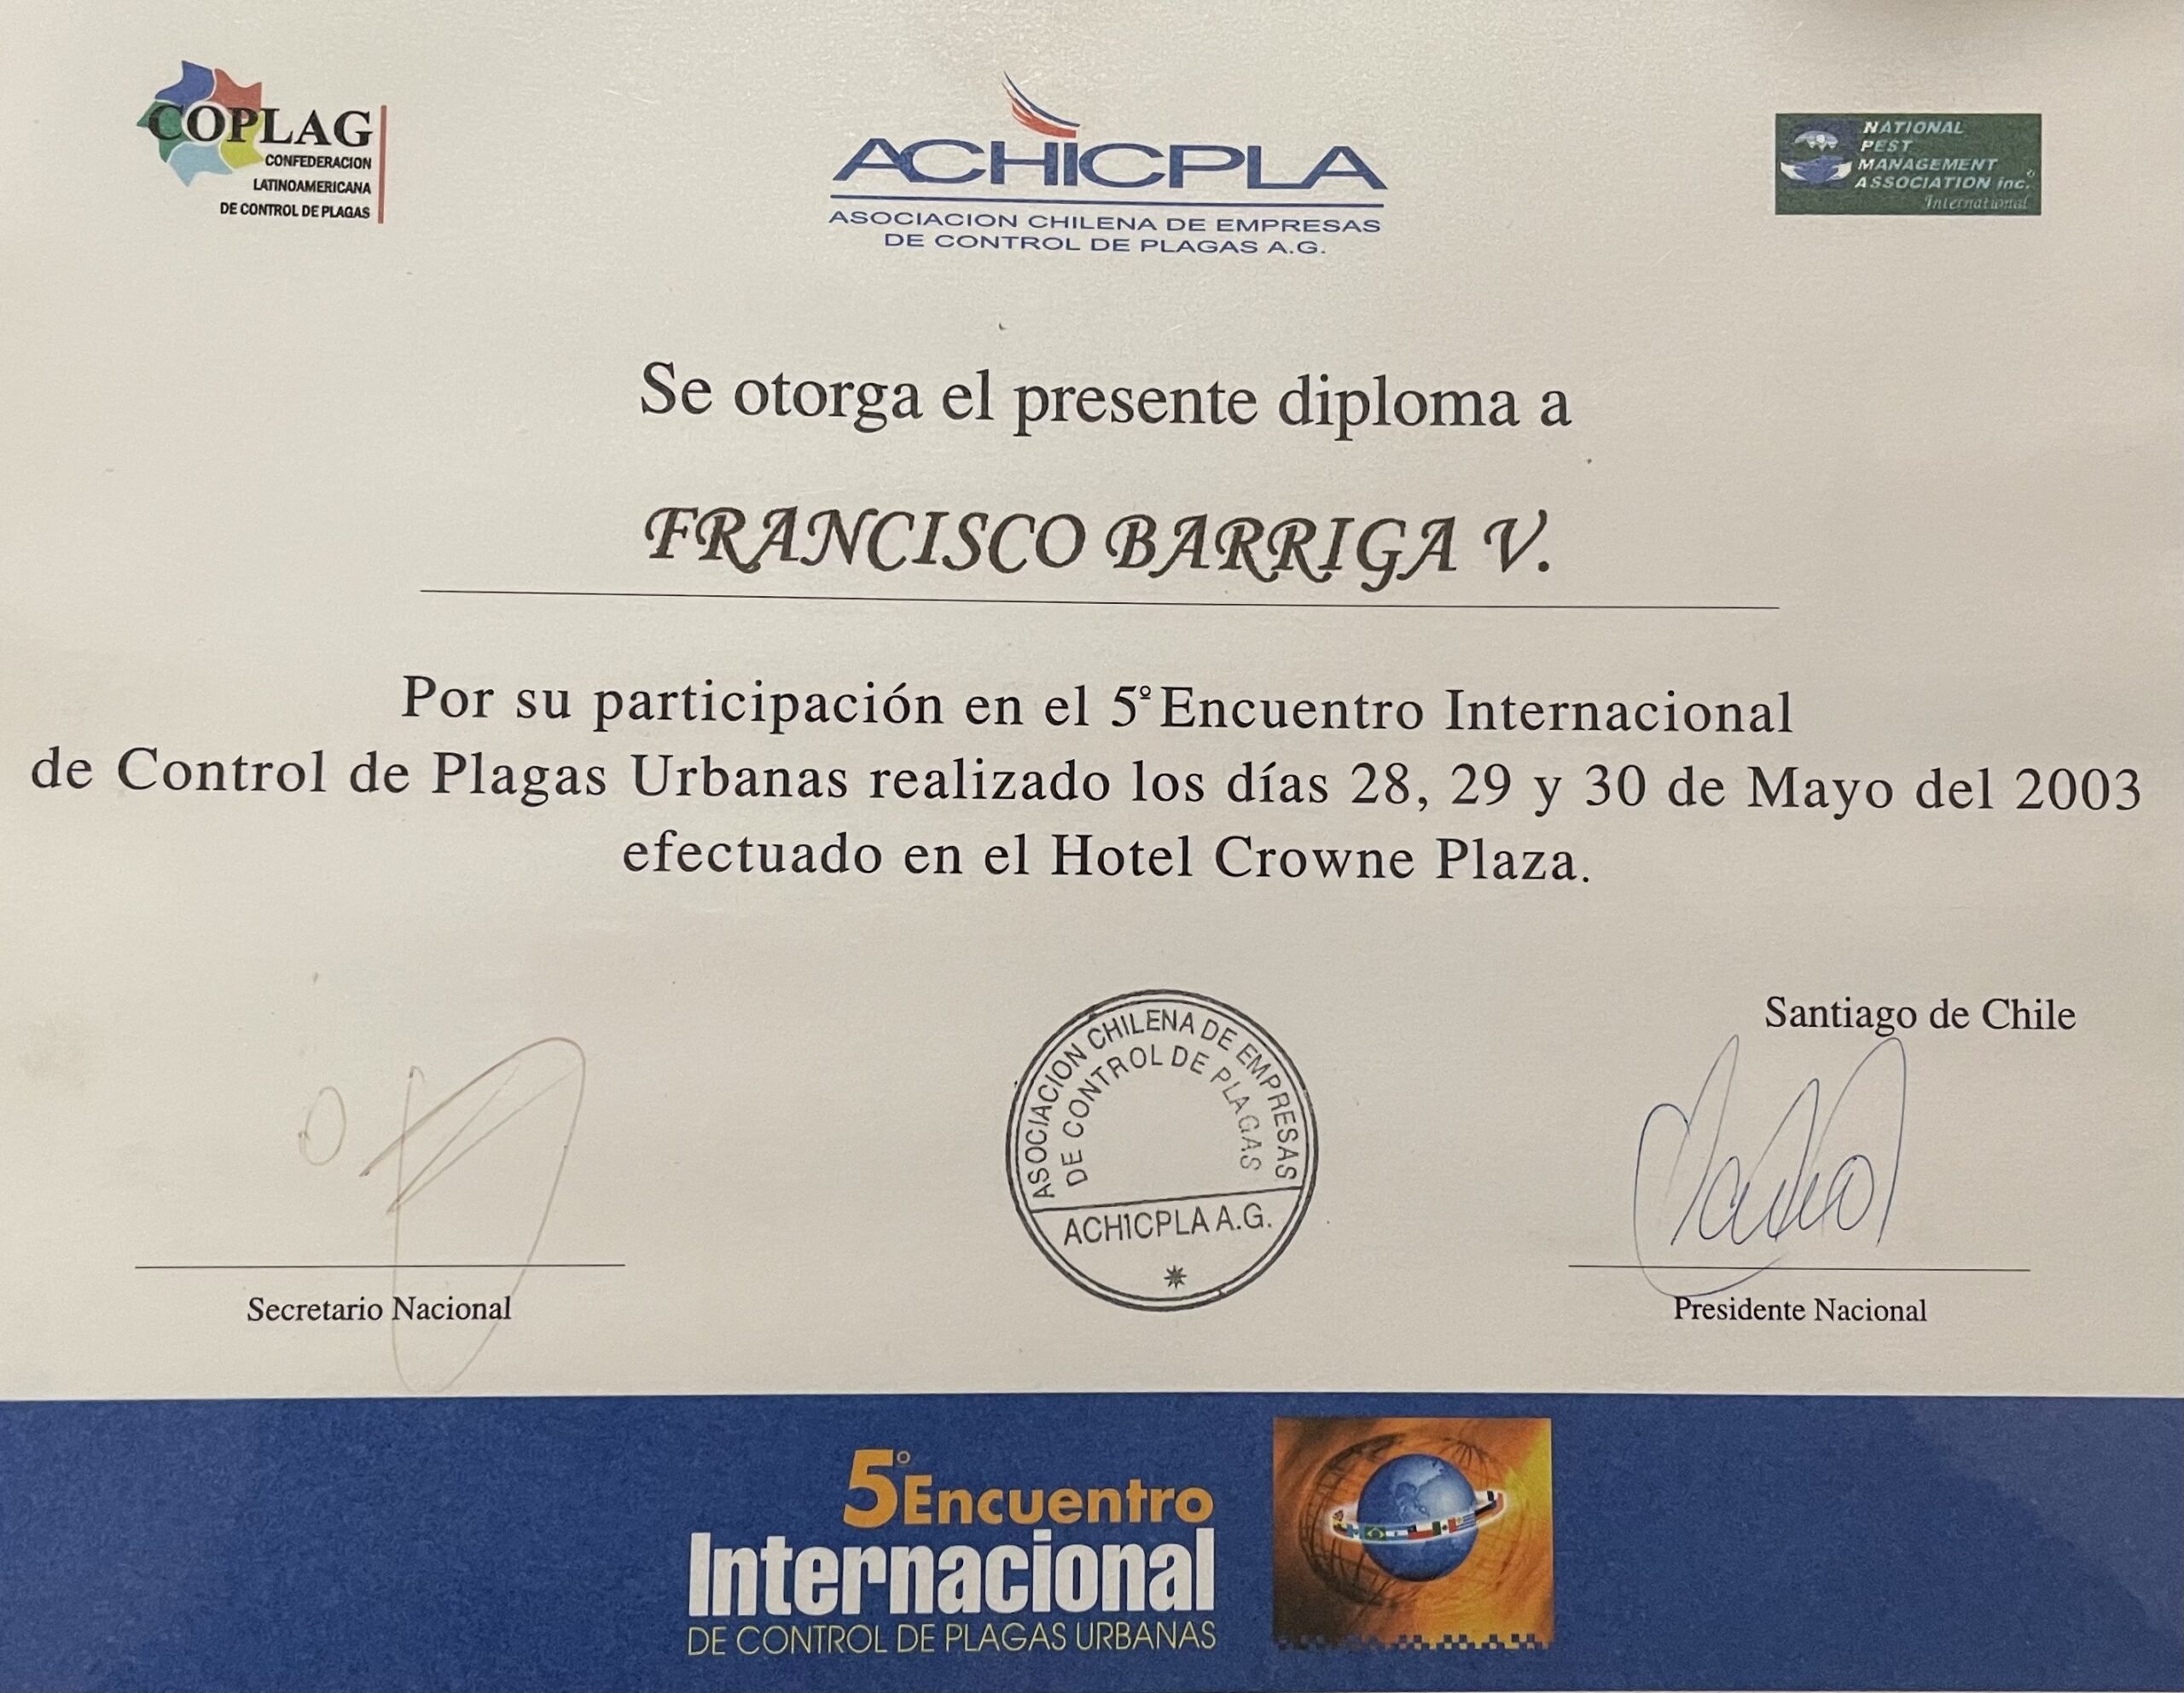 COPLAG
CONFEDERACION
LATINOAMERICANA
DE CONTROL DE PLAGAS
ACHICPLA
ASOCIACION CHILENA DE EMPRESAS
DE CONTROL DE PLAGAS A.G.
NATIONAL
PEST
MANAGEMENT
ASSOCIATION inc.
International
Se otorga el presente diploma a
FRANCISCO BARRIGA V.
Por su participación en el 5º Encuentro Internacional
de Control de Plagas Urbanas realizado los días 28, 29 y 30 de Mayo del 2003
efectuado en el Hotel Crowne Plaza.
Santiago de Chile
ASOCIACION CHILENA DE EMPRESAS
DE CONTROL DE PLAGAS
ACHICPLA A.G.
Secretario Nacional
Presidente Nacional
5º Encuentro
Internacional
DE CONTROL DE PLAGAS URBANAS